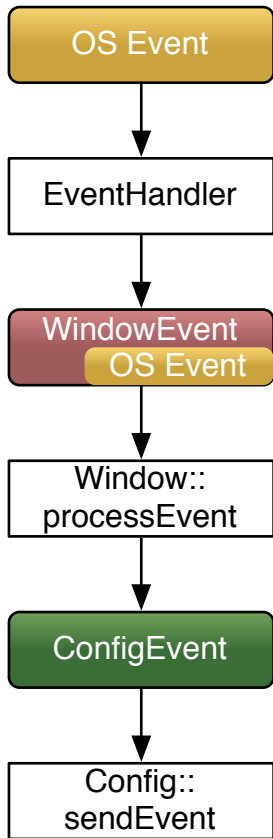 OS Event
EventHandler
WindowEvent
OS Event
Window::
processEvent
ConfigEvent
Config::
sendEvent